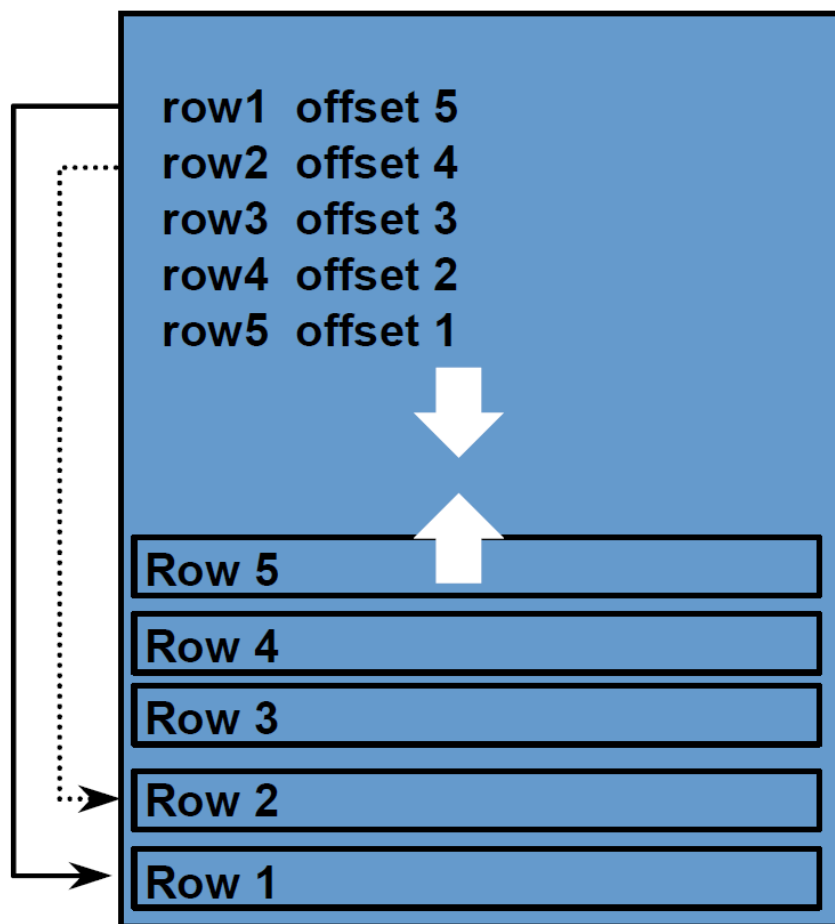 row1 offset 5
row2 offset 4
row3 offset 3
row4 offset 2
row5 offset 1
Row 5
Row 4
Row 3
Row 2
Row 1